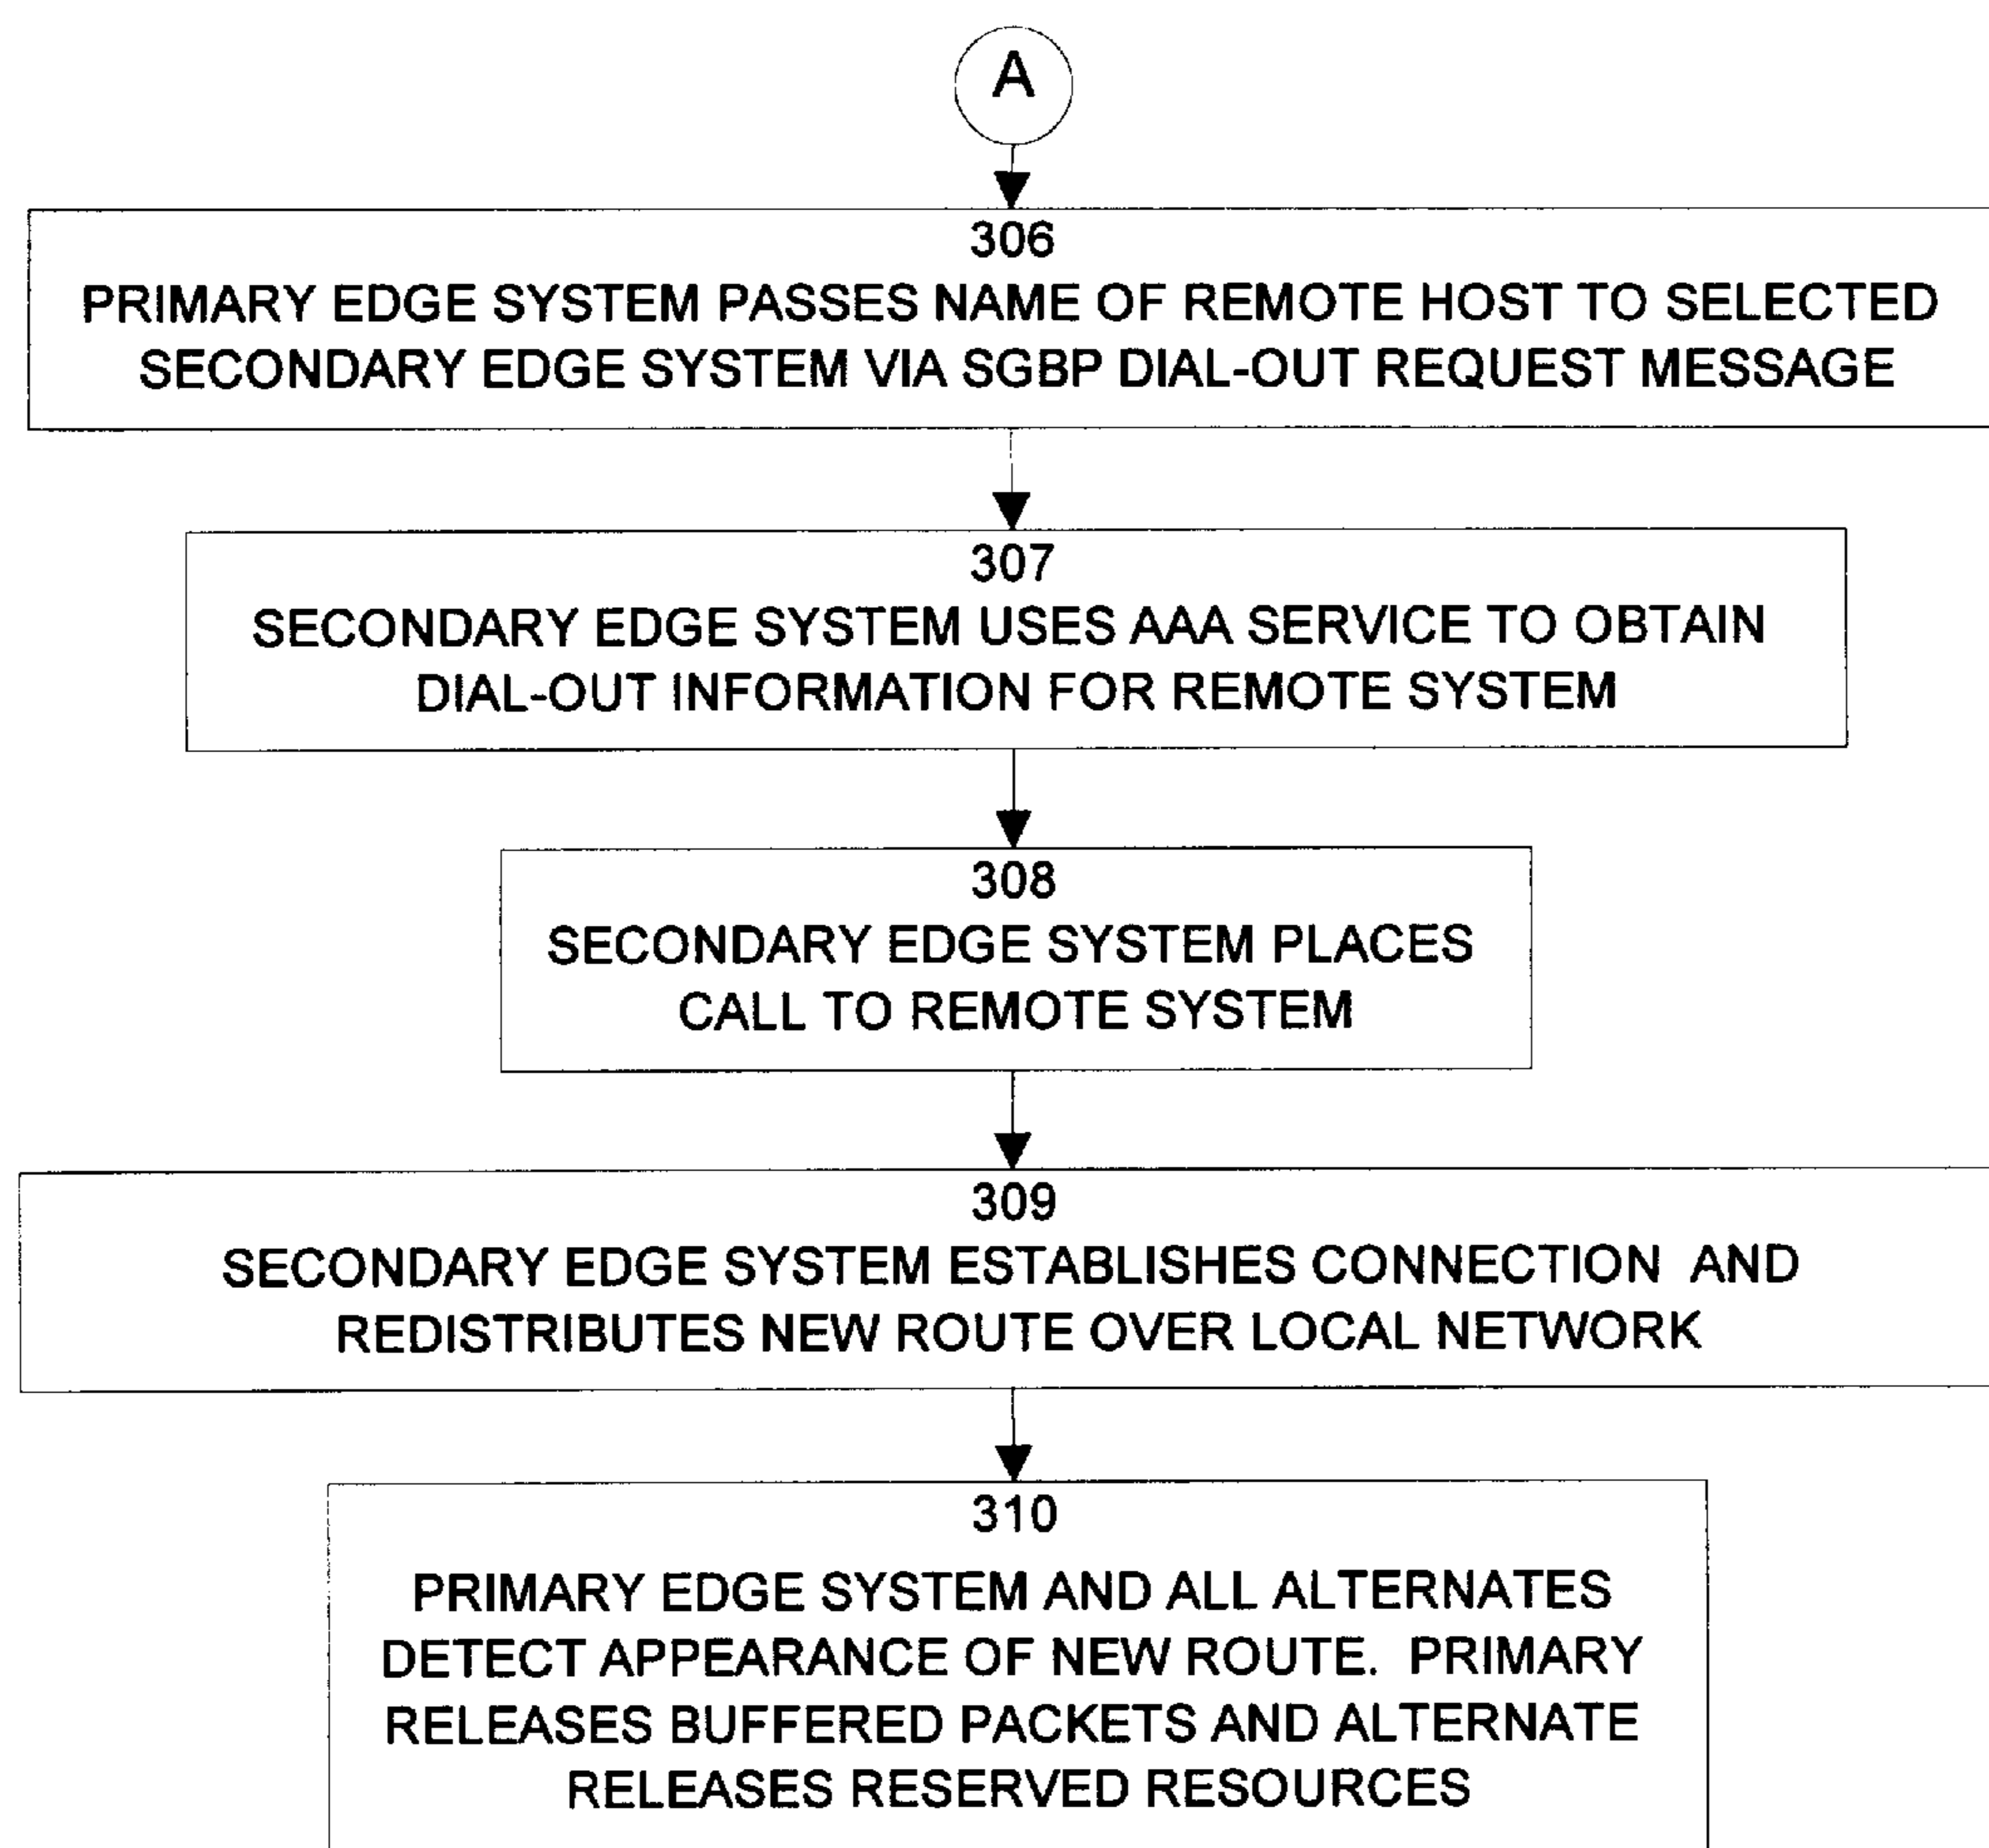 A
306
PRIMARY EDGE SYSTEM PASSES NAME OF REMOTE HOST TO SELECTED
SECONDARY EDGE SYSTEM VIA SGBP DIAL-OUT REQUEST MESSAGE
307
SECONDARY EDGE SYSTEM USES AAA SERVICE TO OBTAIN
DIAL-OUT INFORMATION FOR REMOTE SYSTEM
308
SECONDARY EDGE SYSTEM PLACES
CALL TO REMOTE SYSTEM
309
SECONDARY EDGE SYSTEM ESTABLISHES CONNECTION AND
REDISTRIBUTES NEW ROUTE OVER LOCAL NETWORK
310
PRIMARY EDGE SYSTEM AND ALL ALTERNATES
DETECT APPEARANCE OF NEW ROUTE. PRIMARY
RELEASES BUFFERED PACKETS AND ALTERNATE
RELEASES RESERVED RESOURCES